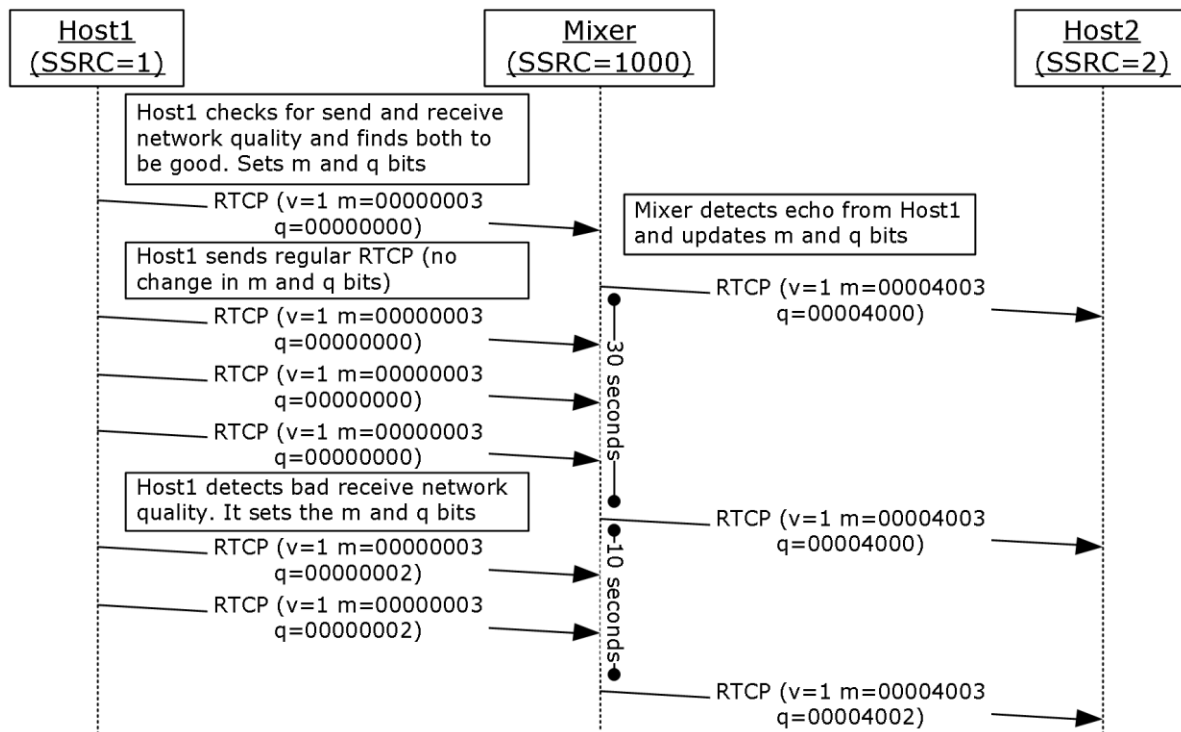 Host1
(SSRC=1)
Mixer
(SSRC=1000)
Host2
(SSRC=2)
Host1 checks for send and receive
network quality and finds both to
be good. Sets m and q bits
RTCP (v=1 m=00000003
q=00000000)
Mixer detects echo from Host1
and updates m and q bits
Host1 sends regular RTCP (no
change in m and q bits)
RTCP (v=1 m=00004003
q=00004000)
RTCP (v=1 m=00000003
q=00000000)
30 seconds
RTCP (v=1 m=00000003
q=00000000)
RTCP (v=1 m=00000003
q=00000000)
Host1 detects bad receive network
quality. It sets the m and q bits
RTCP (v=1 m=00004003
q=00004000)
RTCP (v=1 m=00000003
q=00000002)
10 seconds
RTCP (v=1 m=00000003
q=00000002)
RTCP (v=1 m=00004003
q=00004002)